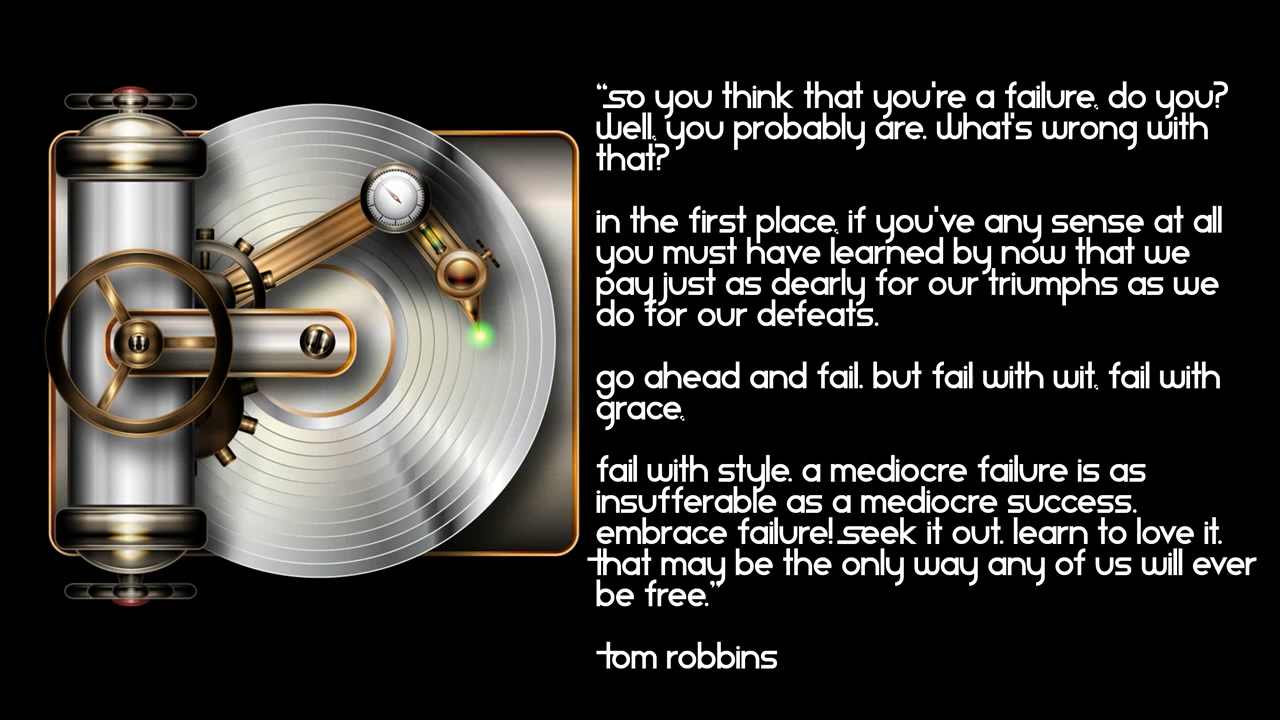 “So you think that you're a failure, do you?
Well, you probably are. What's wrong with
that?
in the first place, if you've any sense at all
you must have learned by now that we
pay just as dearly for our triumphs as we
do for our defeats.
go ahead and fail. but fail with wit, fail with
grace,
fail with style. a mediocre failure is as
insufferable as a mediocre success.
embrace failure! Seek it out. learn to love it.
That may be the only way any of us will ever
be free.”
Tom robbins